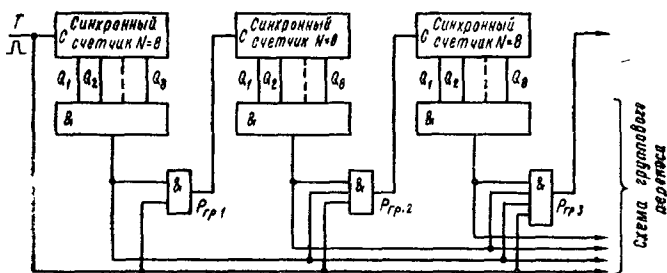 T
C Синхронный счетчик N=8
C Синхронный счетчик N=8
C Синхронный счетчик N=8
Q1 Q2 Q8
Q1 Q2 Q8
Q1 Q2 Q8
&
&
&
&
Pгр1
&
Pгр.2
&
Pгр3
Схема группового переноса